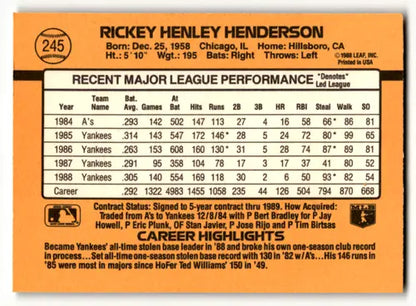 245
RICKEY HENLEY HENDERSON
Born: Dec. 25, 1958 Chicago, IL Home: Hillsboro, CA
Ht: 5'10" Wgt: 195 Bats: Right Throws: Left
©1988 LEAF, INC.
Printed in USA
RECENT MAJOR LEAGUE PERFORMANCE *Denotes* Led League
Year Team Name Bat. Avg. Games At Bat Hits Runs 2B 3B HR RBI Steal Walk SO
1984 A's .293 142 502 147 113 27 4 16 58 66* 86 81
1985 Yankees .314 143 547 172 146* 28 5 24 72 80* 99 65
1986 Yankees .263 153 608 160 130* 31 5 28 74 87* 89 81
1987 Yankees .291 95 358 104 78 17 3 17 37 41 80 52
1988 Yankees .305 140 554 169 118 30 2 6 50 93* 82 54
Career .292 1322 4983 1455 1058 235 44 126 504 794 870 668
Contract Status: Signed to 5-year contract thru 1989. How Acquired:
Traded from A's to Yankees 12/8/84 with P Bert Bradley for P Jay
Howell, P Eric Plunk, OF Stan Javier, P Jose Rijo and P Tim Birtsas
CAREER HIGHLIGHTS
Became Yankees' all-time stolen base leader in '88 and broke his own one-season club record
in process...Set all-time one-season stolen base record with 130 in '82 w/A's...His 146 runs in
'85 were most in majors since HoFer Ted Williams' 150 in '49.